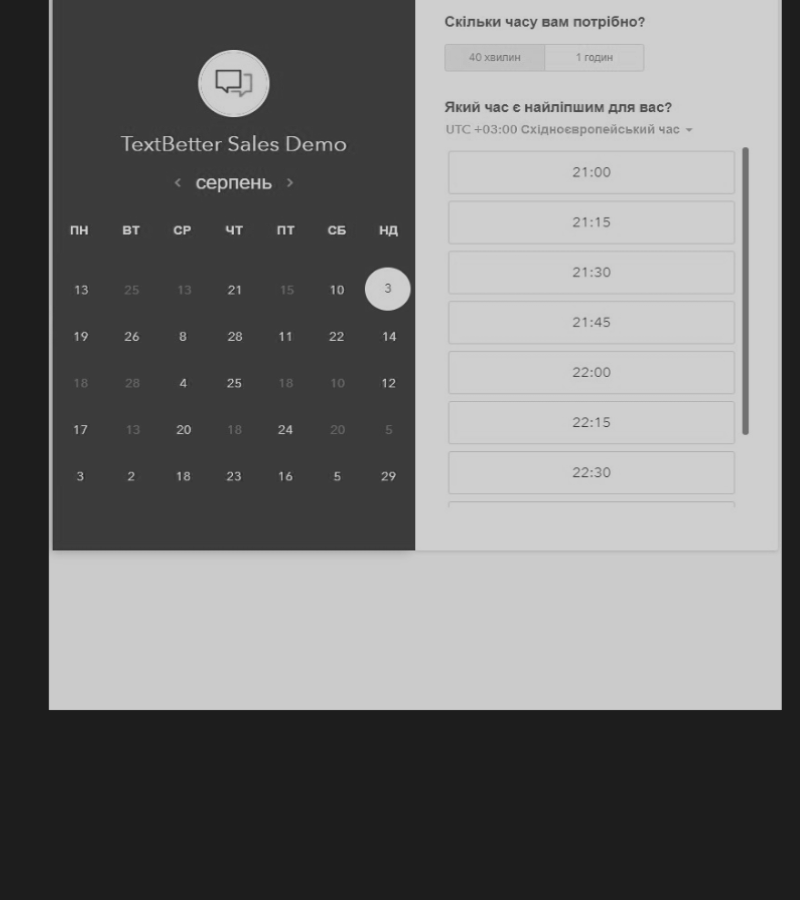 TextBetter Sales Demo
‹ серпень ›
ПН ВТ СР ЧТ ПТ СБ НД
13 25 13 21 15 10 3
19 26 8 28 11 22 14
18 28 4 25 18 10 12
17 13 20 18 24 20 5
3 2 18 23 16 5 29
Скільки часу вам потрібно?
40 хвилин 1 годин
Який час є найліпшим для вас?
UTC +03:00 Східноєвропейський час
21:00
21:15
21:30
21:45
22:00
22:15
22:30